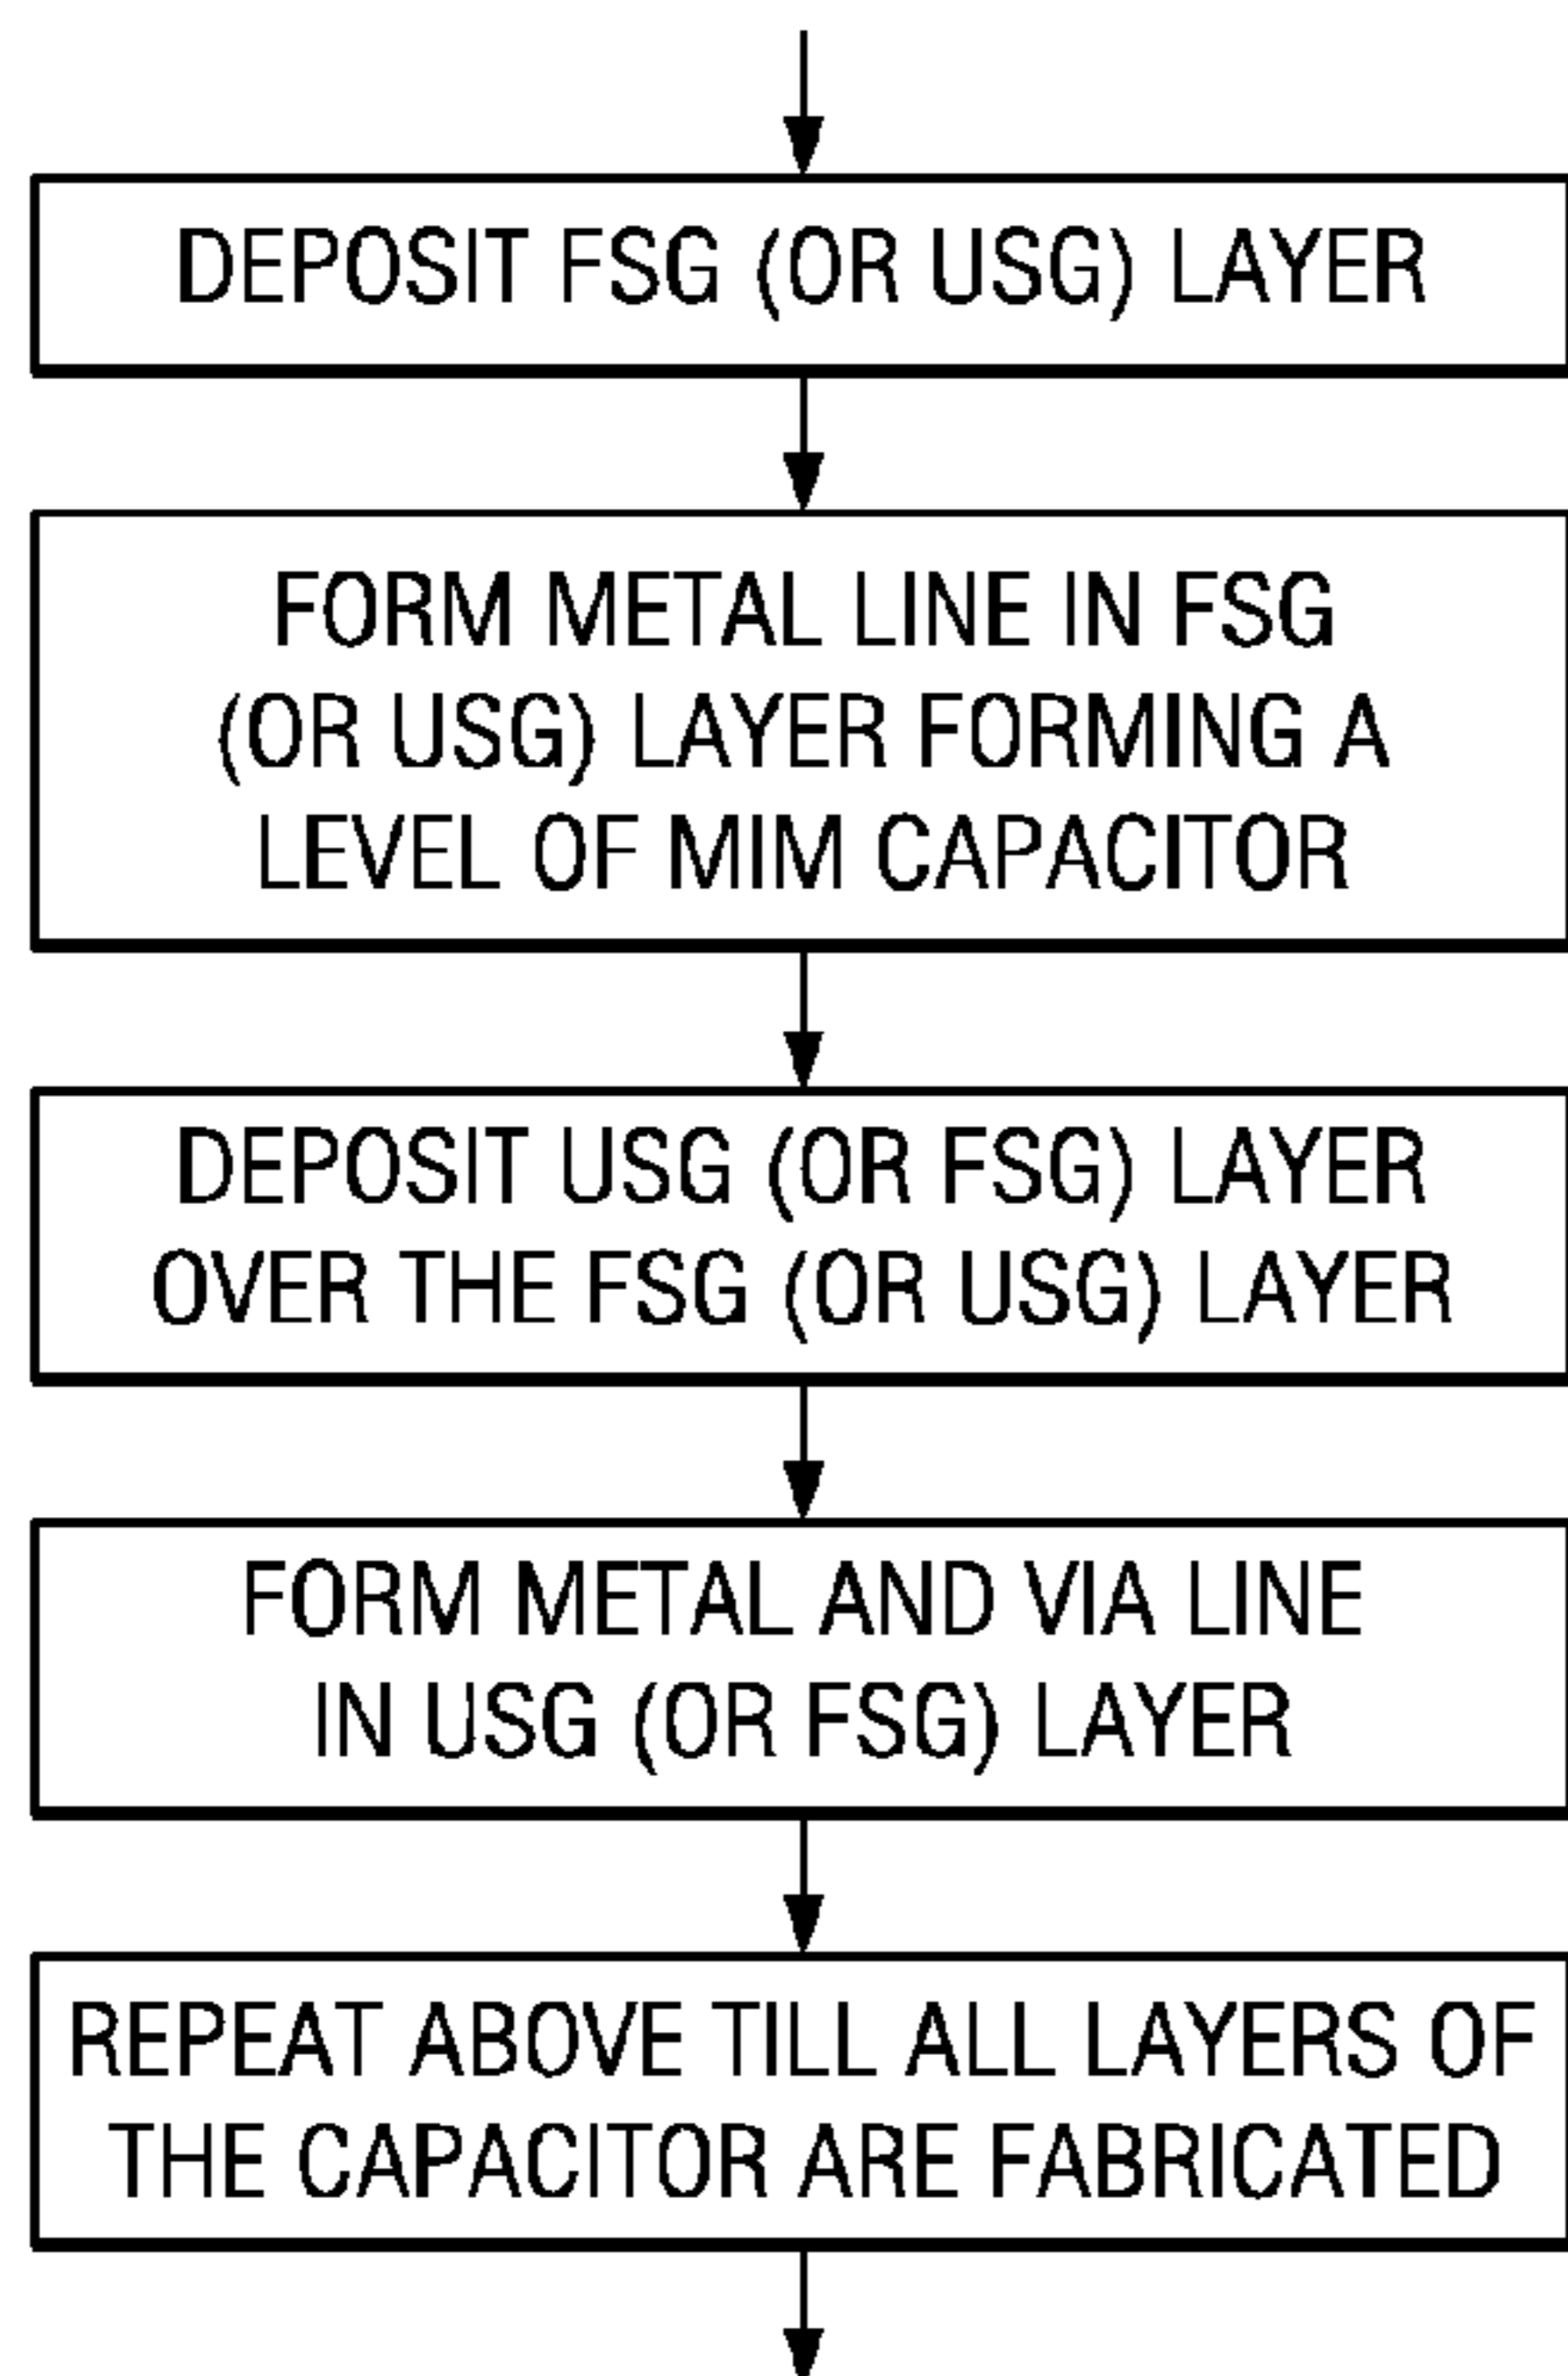 DEPOSIT FSG (OR USG) LAYER
FORM METAL LINE IN FSG
(OR USG) LAYER FORMING A
LEVEL OF MIM CAPACITOR
DEPOSIT USG (OR FSG) LAYER
OVER THE FSG (OR USG) LAYER
FORM METAL AND VIA LINE
IN USG (OR FSG) LAYER
REPEAT ABOVE TILL ALL LAYERS OF
THE CAPACITOR ARE FABRICATED